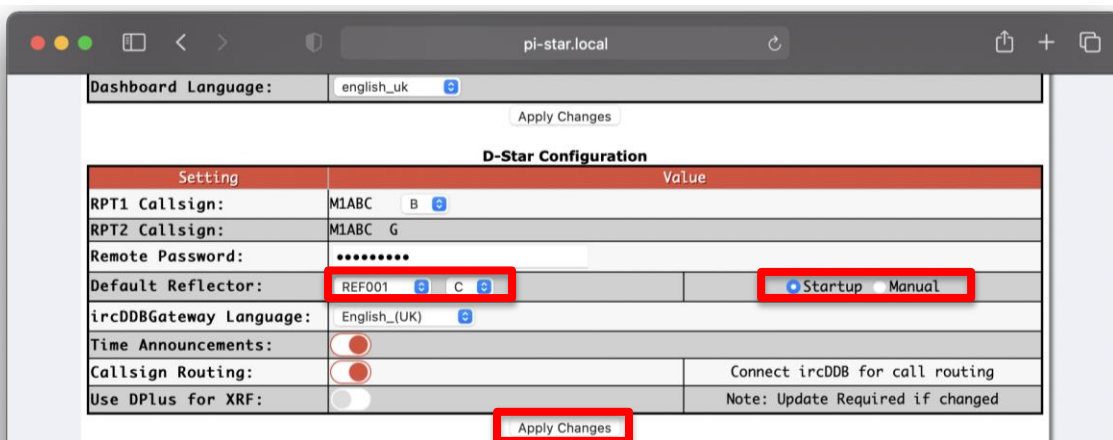 pi-star.local
Dashboard Language: english_uk
Apply Changes
D-Star Configuration
Setting Value
RPT1 Callsign: M1ABC B
RPT2 Callsign: M1ABC G
Remote Password: •••••••••
Default Reflector: REF001 C Startup Manual
ircDDBGateway Language: English_(UK)
Time Announcements:
Callsign Routing: Connect ircDDB for call routing
Use DPlus for XRF: Note: Update Required if changed
Apply Changes